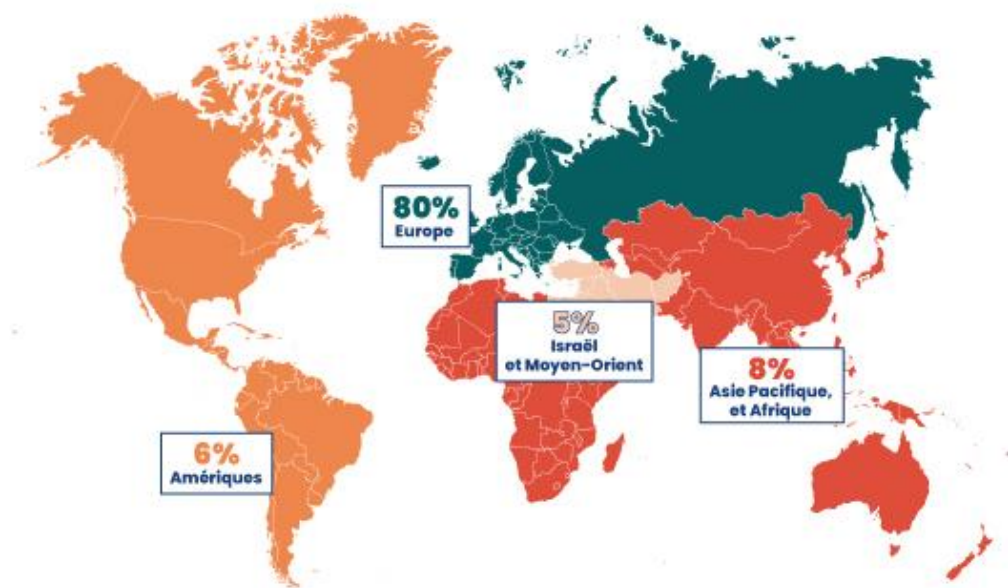 80%
Europe
5%
Israël
et Moyen-Orient
8%
Asie Pacifique,
et Afrique
6%
Amériques